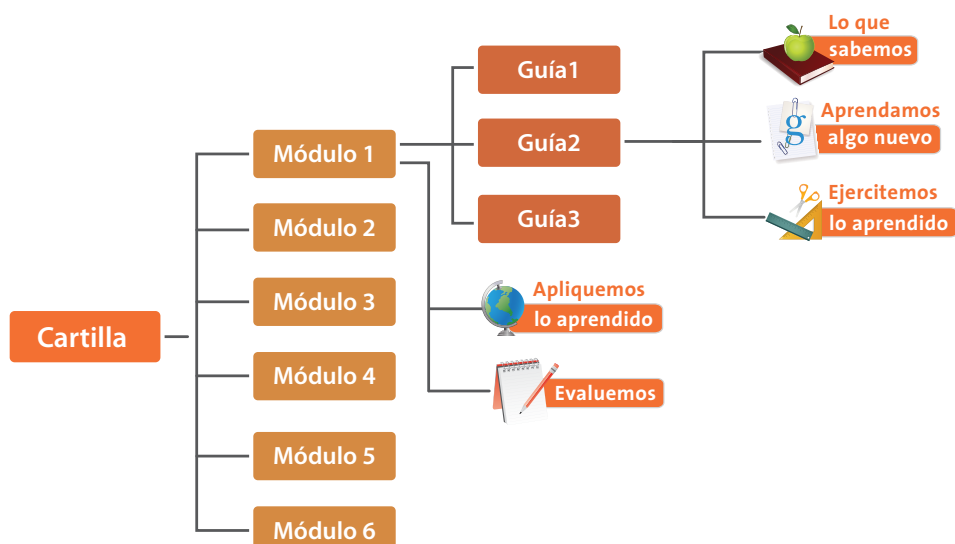 Cartilla
Módulo 1
Módulo 2
Módulo 3
Módulo 4
Módulo 5
Módulo 6
Guía1
Guía2
Guía3
Lo que
sabemos
Aprendamos
algo nuevo
Ejercitemos
lo aprendido
Apliquemos
lo aprendido
Evaluemos